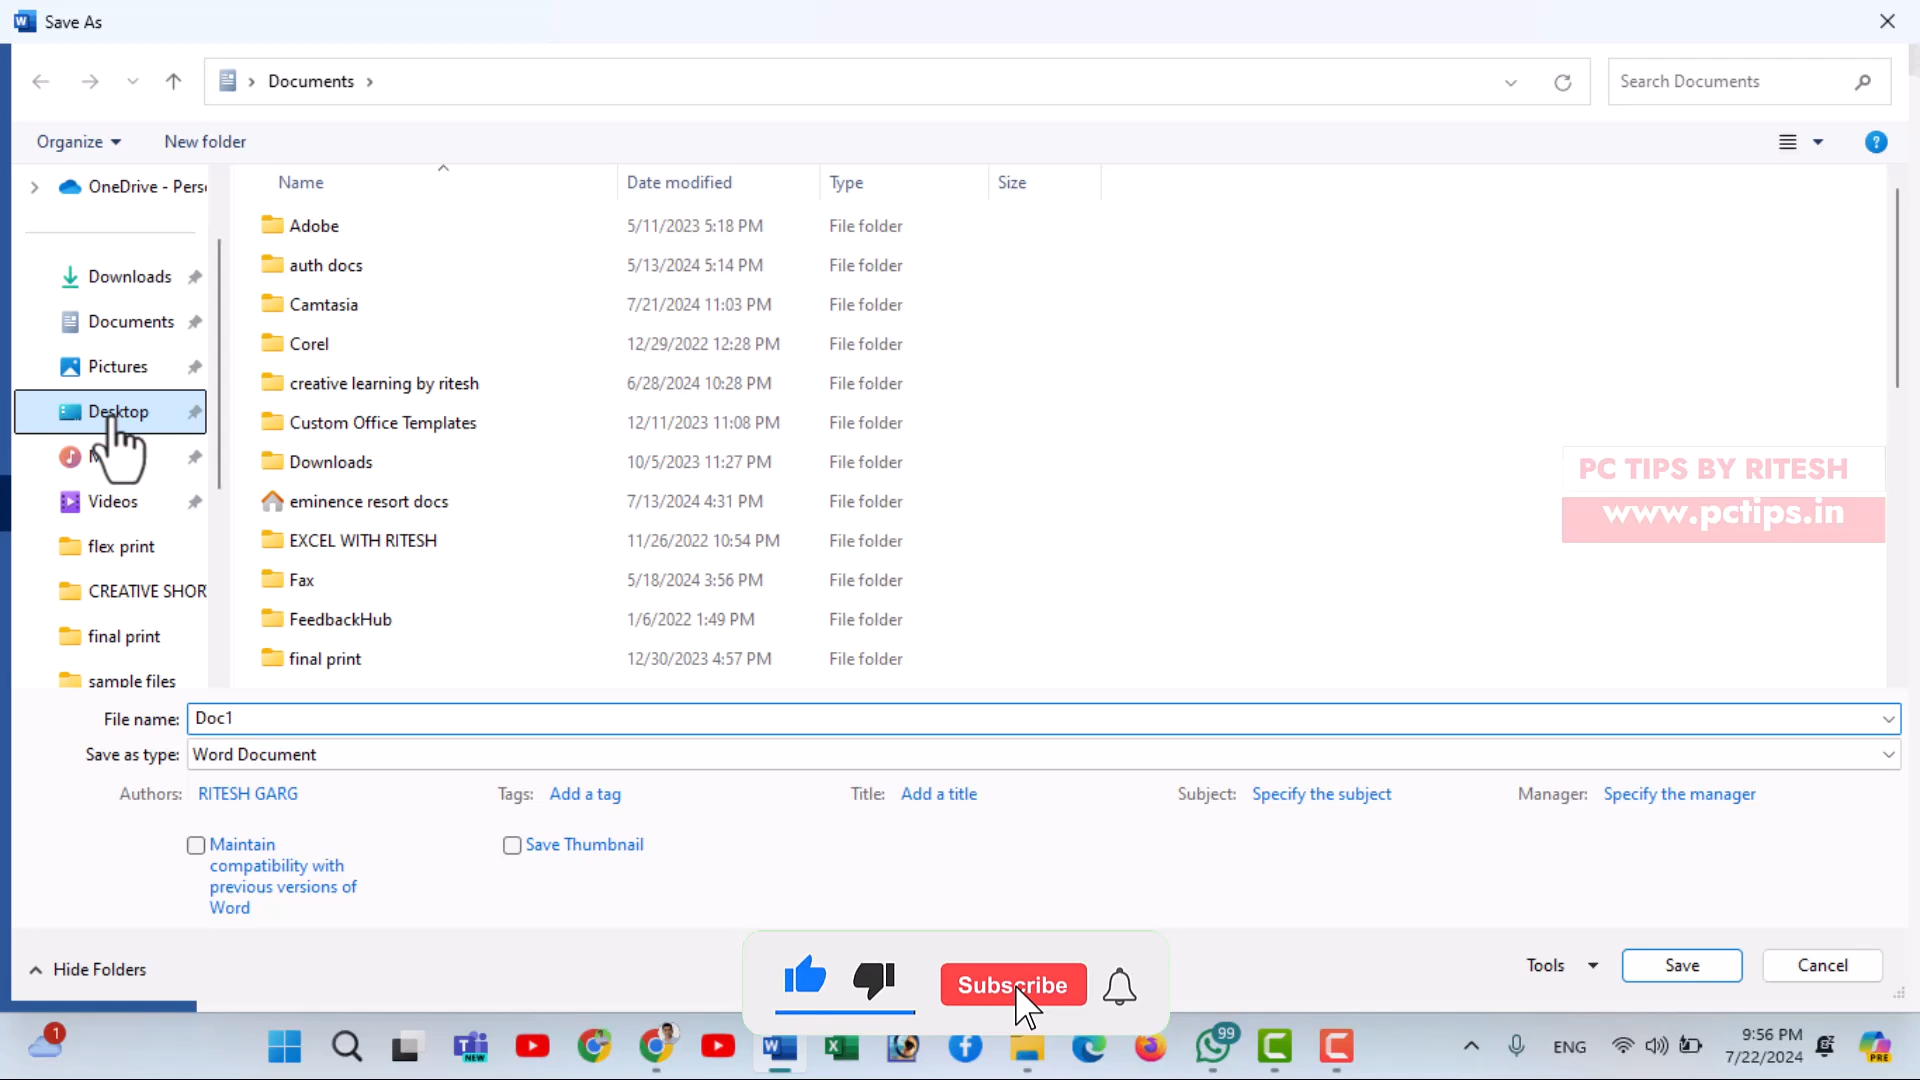 Save As
Documents
Search Documents
Organize
New folder
OneDrive - Pers
Downloads
Documents
Pictures
Desktop
Videos
flex print
CREATIVE SHOR
final print
sample files
Name Date modified Type Size
Adobe 5/11/2023 5:18 PM File folder
auth docs 5/13/2024 5:14 PM File folder
Camtasia 7/21/2024 11:03 PM File folder
Corel 12/29/2022 12:28 PM File folder
creative learning by ritesh 6/28/2024 10:28 PM File folder
Custom Office Templates 12/11/2023 11:08 PM File folder
Downloads 10/5/2023 11:27 PM File folder
eminence resort docs 7/13/2024 4:31 PM File folder
EXCEL WITH RITESH 11/26/2022 10:54 PM File folder
Fax 5/18/2024 3:56 PM File folder
FeedbackHub 1/6/2022 1:49 PM File folder
final print 12/30/2023 4:57 PM File folder
PC TIPS BY RITESH
www.pctips.in
File name: Doc1
Save as type: Word Document
Authors: RITESH GARG Tags: Add a tag Title: Add a title Subject: Specify the subject Manager: Specify the manager
Maintain
compatibility with
previous versions of
Word
Save Thumbnail
Hide Folders
Tools
Save
Cancel
Subscribe
1
NEW
99
ENG
9:56 PM
7/22/2024
PRE